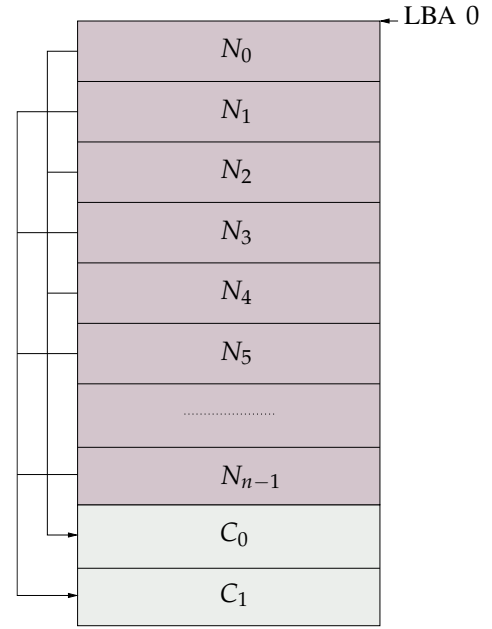 LBA 0
N₀
N₁
N₂
N₃
N₄
N₅
.......................
Nₙ₋₁
C₀
C₁